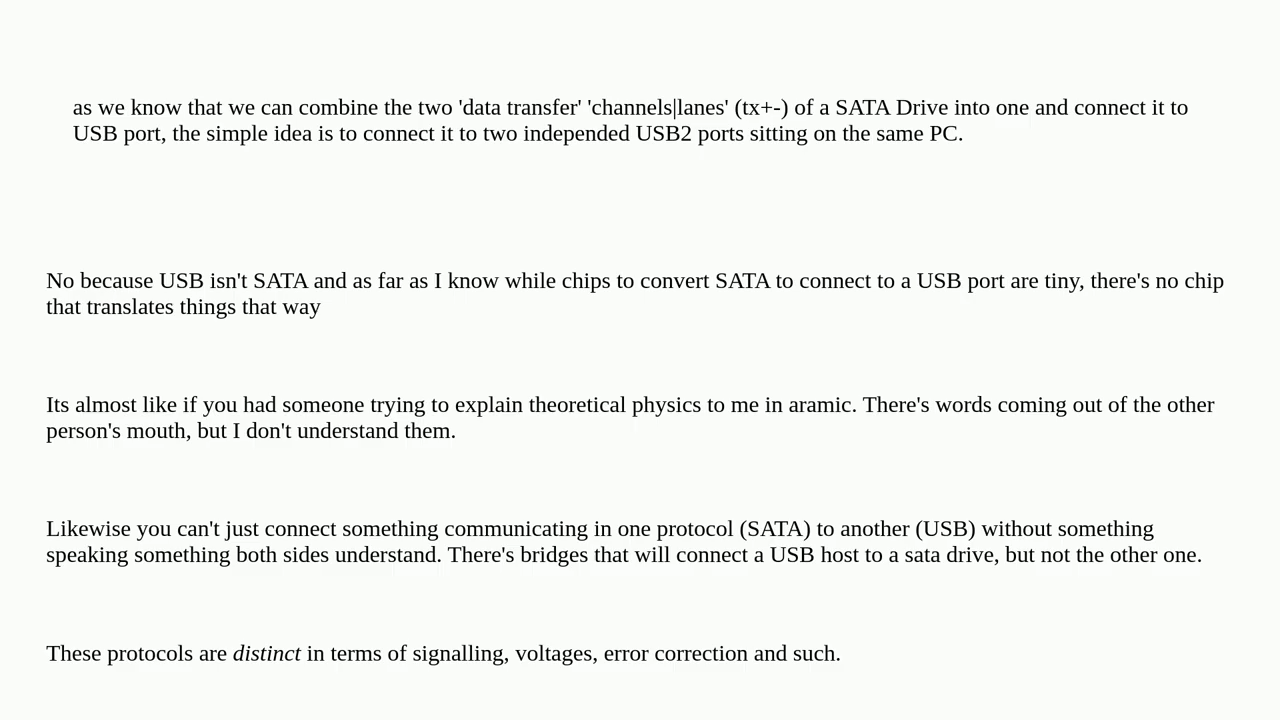 as we know that we can combine the two 'data transfer' 'channels|lanes' (tx+-) of a SATA Drive into one and connect it to
USB port, the simple idea is to connect it to two independed USB2 ports sitting on the same PC.
No because USB isn't SATA and as far as I know while chips to convert SATA to connect to a USB port are tiny, there's no chip
that translates things that way
Its almost like if you had someone trying to explain theoretical physics to me in aramic. There's words coming out of the other
person's mouth, but I don't understand them.
Likewise you can't just connect something communicating in one protocol (SATA) to another (USB) without something
speaking something both sides understand. There's bridges that will connect a USB host to a sata drive, but not the other one.
These protocols are distinct in terms of signalling, voltages, error correction and such.